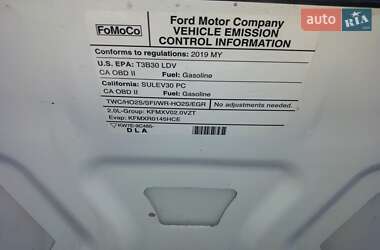 FoMoCo
Ford Motor Company
VEHICLE EMISSION
CONTROL INFORMATION
Conforms to regulations: 2019 MY
U.S. EPA: T3B30 LDV
CA OBD II Fuel: Gasoline
California: SULEV30 PC
CA OBD II Fuel: Gasoline
TWC/HO2S/SFI/WR-HO2S/EGR No adjustments needed.
2.0L-Group: KFMXV02.0VZT
Evap: KFMXR0145HCE
DLA
AUTO
RIA
.com